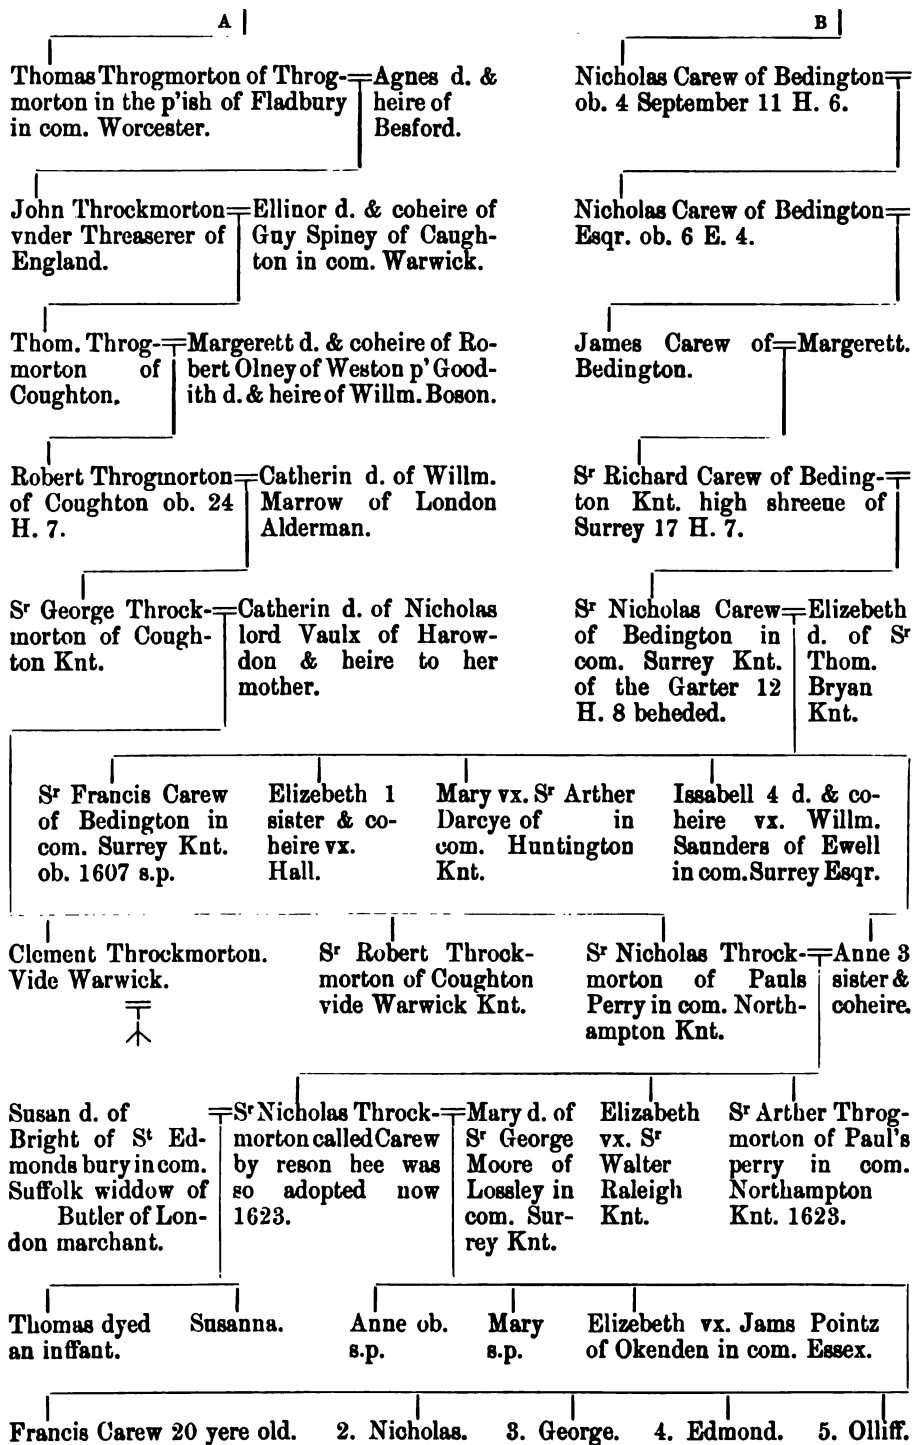 A
B
Thomas Throgmorton of Throg-
morton in the p'ish of Fladbury
in com. Worcester.
Agnes d. &
heire of
Besford.
Nicholas Carew of Bedington
ob. 4 September 11 H. 6.
John Throckmorton
vnder Threaserer of
England.
Ellinor d. & coheire of
Guy Spiney of Caugh-
ton in com. Warwick.
Nicholas Carew of Bedington
Esqr. ob. 6 E. 4.
Thom. Throg-
morton of
Coughton.
Margerett d. & coheire of Ro-
bert Olney of Weston p' Good-
ith d. & heire of Willm. Boson.
James Carew of
Bedington.
Margerett.
Robert Throgmorton
of Coughton ob. 24
H. 7.
Catherin d. of Willm.
Marrow of London
Alderman.
Sr Richard Carew of Beding-
ton Knt. high shreeue of
Surrey 17 H. 7.
Sr George Throck-
morton of Cough-
ton Knt.
Catherin d. of Nicholas
lord Vaulx of Harow-
don & heire to her
mother.
Sr Nicholas Carew
of Bedington in
com. Surrey Knt.
of the Garter 12
H. 8 beheded.
Elizebeth
d. of Sr
Thom.
Bryan
Knt.
Sr Francis Carew
of Bedington in
com. Surrey Knt.
ob. 1607 s.p.
Elizebeth 1
sister & co-
heire vx.
Hall.
Mary vx. Sr Arther
Darcye of in
com. Huntington
Knt.
Issabell 4 d. & co-
heire vx. Willm.
Saunders of Ewell
in com. Surrey Esqr.
Clement Throckmorton.
Vide Warwick.
Sr Robert Throck-
morton of Coughton
vide Warwick Knt.
Sr Nicholas Throck-
morton of Pauls
Perry in com. North-
ampton Knt.
Anne 3
sister &
coheire.
Susan d. of
Bright of St Ed-
monds bury in com.
Suffolk widdow of
Butler of Lon-
don marchant.
Sr Nicholas Throck-
morton called Carew
by reson hee was
so adopted now
1623.
Mary d. of
Sr George
Moore of
Lossley in
com. Sur-
rey Knt.
Elizabeth
vx. Sr
Walter
Raleigh
Knt.
Sr Arther Throg-
morton of Paul's
perry in com.
Northampton
Knt. 1623.
Thomas dyed
an inffant.
Susanna.
Anne ob.
s.p.
Mary
s.p.
Elizebeth vx. Jams Pointz
of Okenden in com. Essex.
Francis Carew 20 yere old. 2. Nicholas. 3. George. 4. Edmond. 5. Olliff.